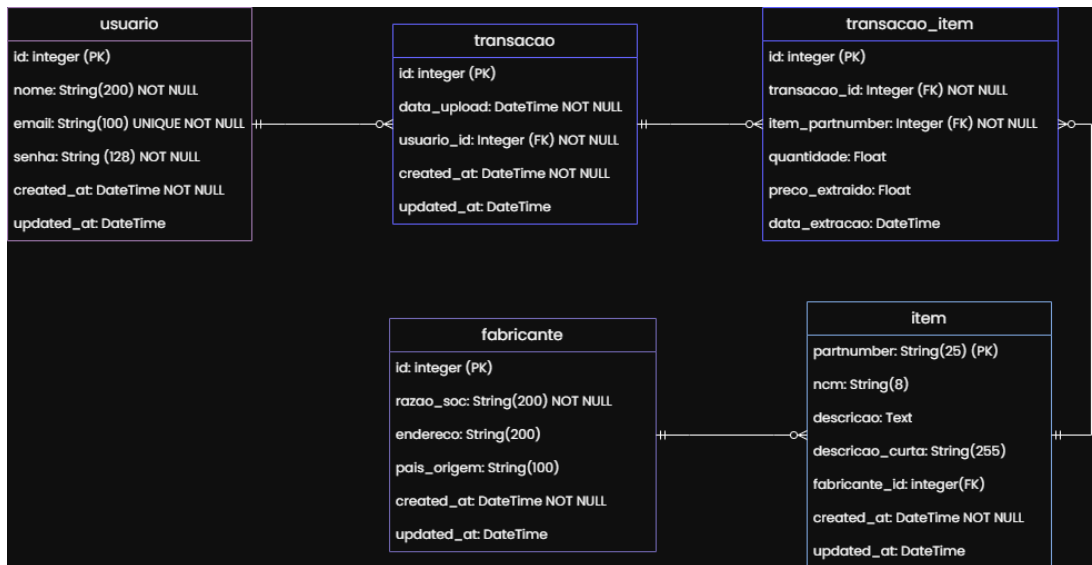 usuario
id: integer (PK)
nome: String(200) NOT NULL
email: String(100) UNIQUE NOT NULL
senha: String (128) NOT NULL
created_at: DateTime NOT NULL
updated_at: DateTime
transacao
id: integer (PK)
data_upload: DateTime NOT NULL
usuario_id: Integer (FK) NOT NULL
created_at: DateTime NOT NULL
updated_at: DateTime
transacao_item
id: integer (PK)
transacao_id: Integer (FK) NOT NULL
item_partnumber: Integer (FK) NOT NULL
quantidade: Float
preco_extraido: Float
data_extracao: DateTime
fabricante
id: integer (PK)
razao_soc: String(200) NOT NULL
endereco: String(200)
pais_origem: String(100)
created_at: DateTime NOT NULL
updated_at: DateTime
item
partnumber: String(25) (PK)
ncm: String(8)
descricao: Text
descricao_curta: String(255)
fabricante_id: integer(FK)
created_at: DateTime NOT NULL
updated_at: DateTime